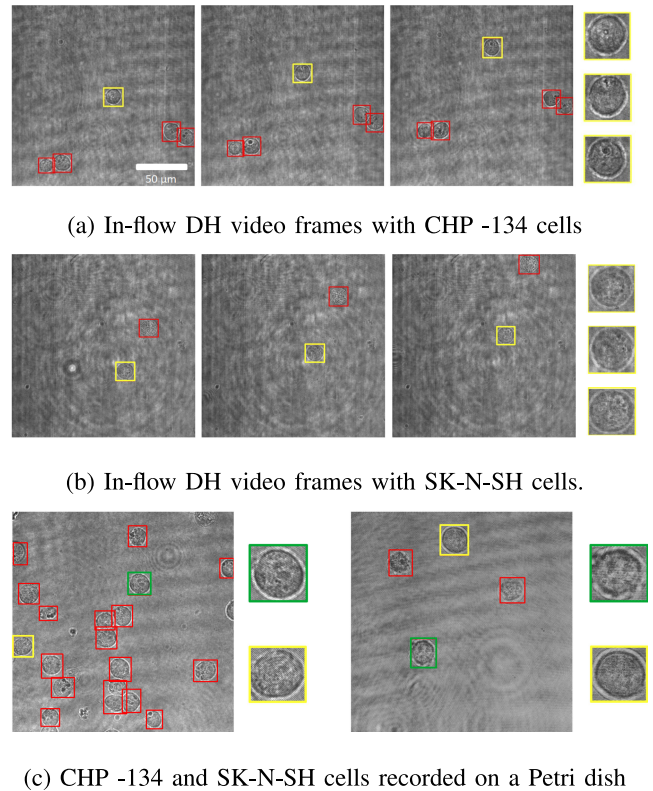 50 μm
(a) In-flow DH video frames with CHP -134 cells
(b) In-flow DH video frames with SK-N-SH cells.
(c) CHP -134 and SK-N-SH cells recorded on a Petri dish